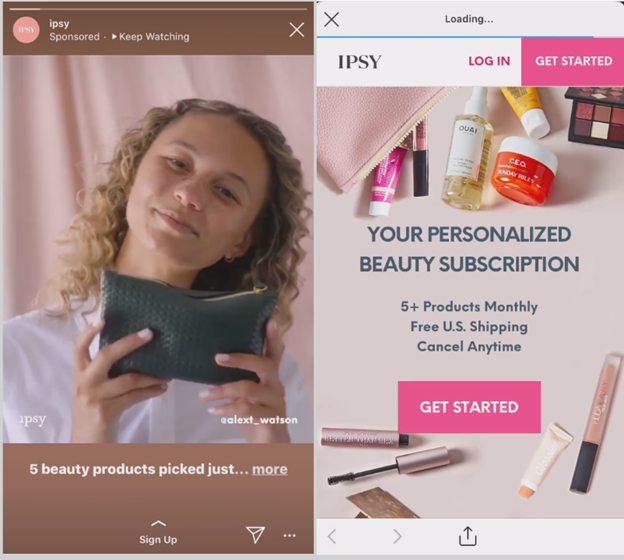 IPSY
ipsy
Sponsored · Keep Watching
ipsy
@alext_watson
5 beauty products picked just... more
Sign Up
Loading...
IPSY
LOG IN
GET STARTED
OUAI
C.E.O.
SUNDAY RILEY
YOUR PERSONALIZED
BEAUTY SUBSCRIPTION
5+ Products Monthly
Free U.S. Shipping
Cancel Anytime
GET STARTED